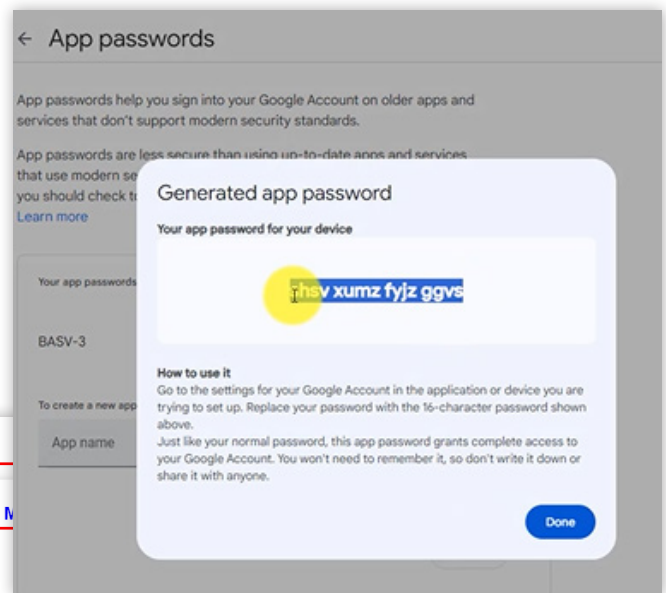 ← App passwords
App passwords help you sign into your Google Account on older apps and
services that don't support modern security standards.
App passwords are less secure than using up-to-date apps and services
that use modern
you should check
Learn more
Your app passwords
BASV-3
To create a new app
App name
Generated app password
Your app password for your device
xumz fyjz ggvs
How to use it
Go to the settings for your Google Account in the application or device you are
trying to set up. Replace your password with the 16-character password shown
above.
Just like your normal password, this app password grants complete access to
your Google Account. You won't need to remember it, so don't write it down or
share it with anyone.
Done